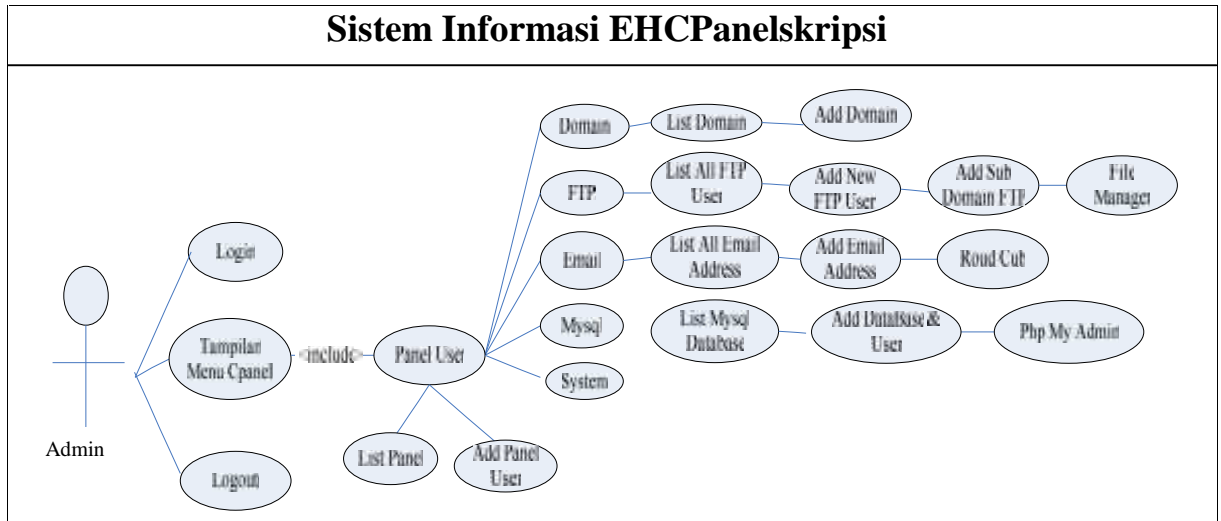 Sistem Informasi EHCPanelskripsi
Domain
List Domain
Add Domain
FTP
List All FTP
User
Add New
FTP User
Add Sub
Domain FTP
File
Manager
Login
Email
List All Email
Address
Add Email
Address
Roud Cub
Mysql
List Mysql
Database
Add DataBase &
User
Php My Admin
Tampilan
Menu Cpanel
<include>
Panel User
System
Admin
List Panel
Add Panel
User
Logout